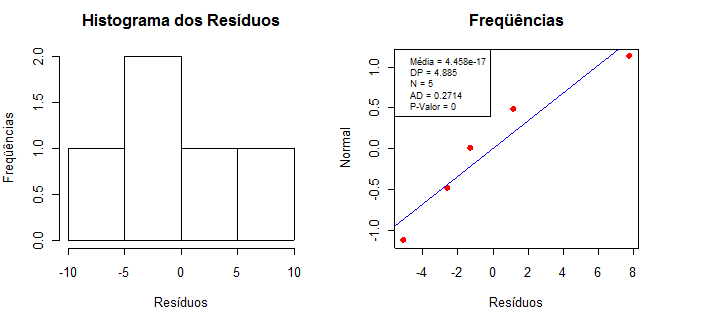 Histograma dos Resíduos
Freqüências
2.0
1.5
1.0
0.5
0.0
-10
-5
0
5
10
Resíduos
Freqüências
Normal
1.0
0.5
0.0
-0.5
-1.0
Média = 4.458e-17
DP = 4.885
N = 5
AD = 0.2714
P-Valor = 0
-4
-2
0
2
4
6
8
Resíduos